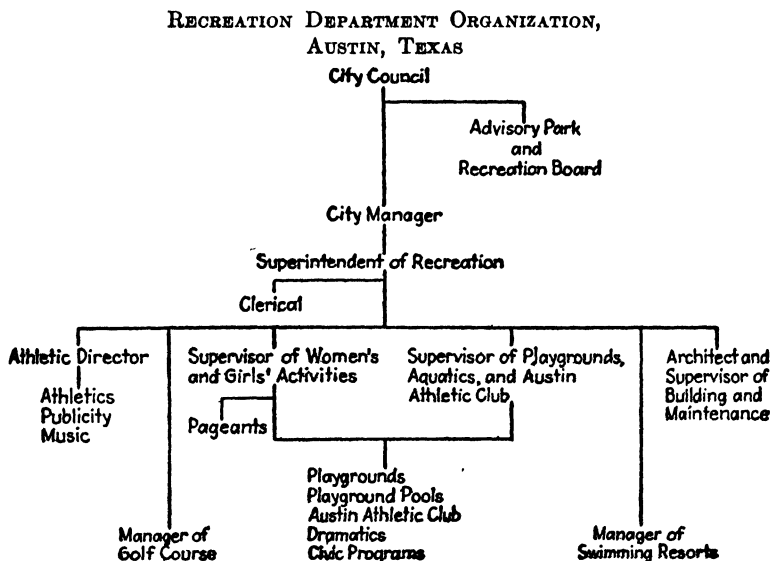 RECREATION DEPARTMENT ORGANIZATION,
AUSTIN, TEXAS
City Council
Advisory Park
and
Recreation Board
City Manager
Superintendent of Recreation
Clerical
Athletic Director
Athletics
Publicity
Music
Supervisor of Women's
and Girls' Activities
Pageants
Supervisor of Playgrounds,
Aquatics, and Austin
Athletic Club
Architect and
Supervisor of
Building and
Maintenance
Playgrounds
Playground Pools
Austin Athletic Club
Dramatics
Civic Programs
Manager of
Golf Course
Manager of
Swimming Resorts